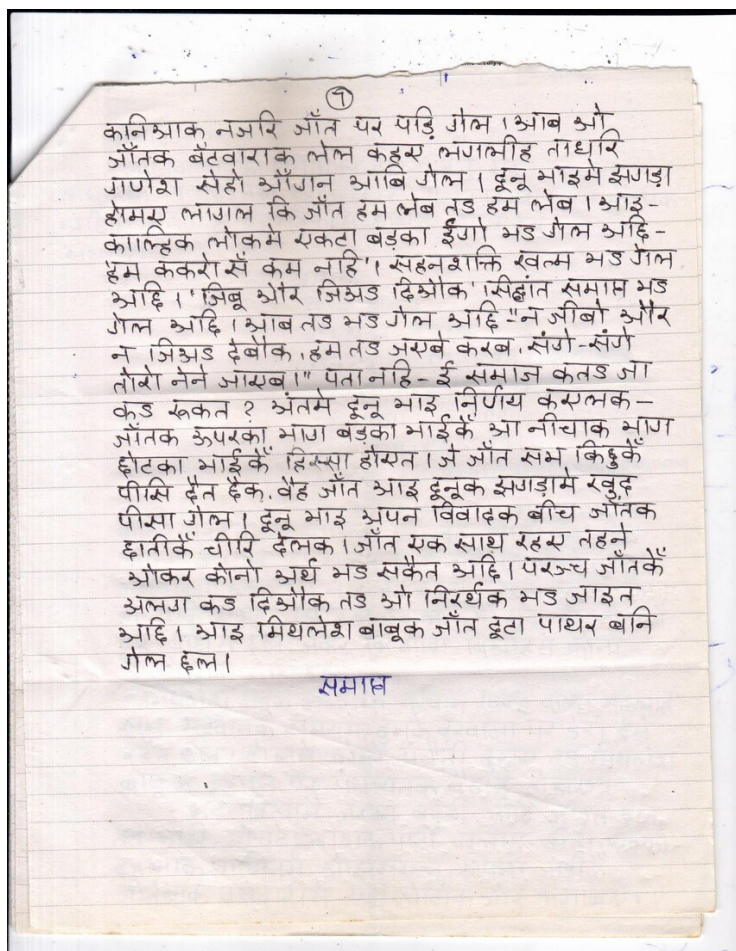 ७
कनिआक नजरि जाँत पर पड़ि गेल । आब ओ
जाँतक बँटवाराक लेल कहए लगलीह ताधरि
गणेश सेहो आँगन आबि गेल । दूनू भाइमे झगड़ा
होमए लागल कि जाँत हम लेब तऽ हम लेब । आइ-
काल्हिक लोकमे एकटा बड़का ईगो भऽ गेल अछि -
हम ककरो सँ कम नहि' । सहनशक्ति खत्म भऽ गेल
अछि । 'जिबू और जिअऽ दिऔक' । सिद्धांत समाप्त भऽ
गेल अछि । आब तऽ भऽ गेल अछि - "न जीबो और
न जिअऽ देबौक , हम तऽ जएबे करब , संगे-संगे
तोरो नेने जाएब ।" पता नहि - ई समाज कतऽ जा
कऽ रूकत ? अंतमे दूनू भाइ निर्णय कएलक -
जाँतक ऊपरका भाग बड़का भाईकेँ आ नीचाक भाग
छोटका भाईकेँ हिस्सा होएत । जे जाँत सभ किछुकेँ
पीसि दैत छैक , वैह जाँत आइ दूनूक झगड़ामे खुद
पीसा गेल । दूनू भाइ अपन विवादक बीच जाँतक
छातीकेँ चीरि देलक । जाँत एक साथ रहए तहने
ओकर कोनो अर्थ भऽ सकैत अछि । परञ्च जाँतकेँ
अलग कऽ दिऔक तऽ ओ निरर्थक भऽ जाइत
अछि । आइ मिथलेश बाबूक जाँत टूटा पाथर बनि
गेल छल ।
समाप्त